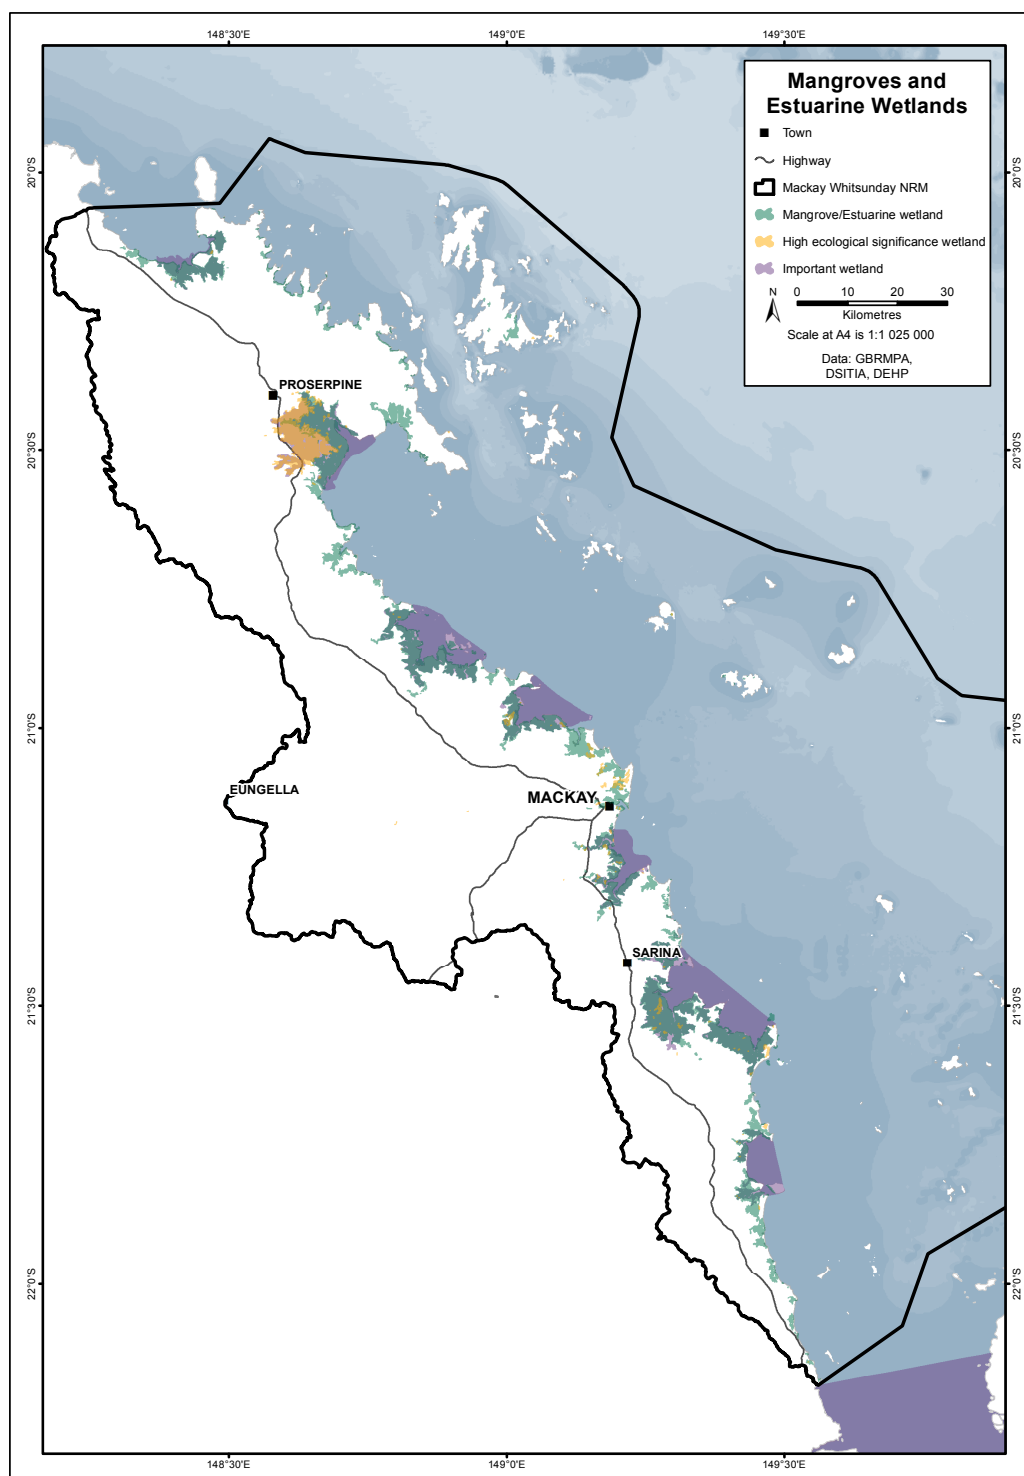 148°30'E 149°0'E 149°30'E
Mangroves and
Estuarine Wetlands
Town
Highway
Mackay Whitsunday NRM
Mangrove/Estuarine wetland
High ecological significance wetland
Important wetland
N
0 10 20 30
Kilometres
Scale at A4 is 1:1 025 000
Data: GBRMPA,
DSITIA, DEHP
20°0'S 20°0'S
PROSERPINE
20°30'S 20°30'S
21°0'S 21°0'S
EUNGELLA
MACKAY
SARINA
21°30'S 21°30'S
22°0'S 22°0'S
148°30'E 149°0'E 149°30'E